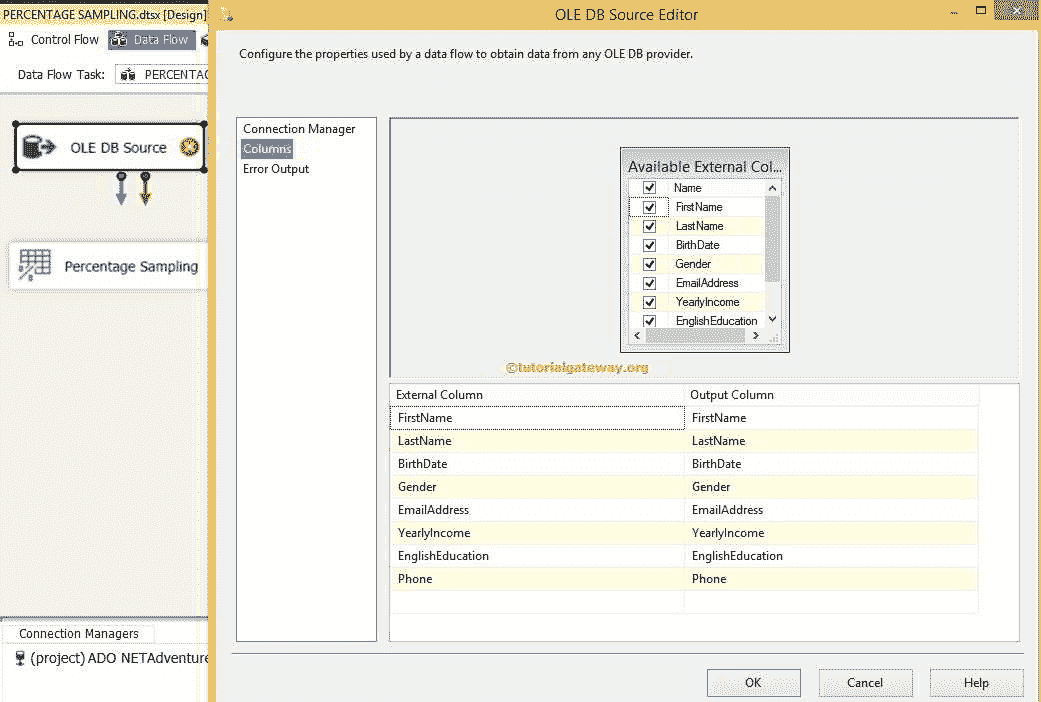 PERCENTAGE SAMPLING.dtsx [Design]
OLE DB Source Editor
Control Flow
Data Flow
Data Flow Task:
PERCENTAG
Configure the properties used by a data flow to obtain data from any OLE DB provider.
OLE DB Source
Percentage Sampling
Connection Manager
Columns
Error Output
Available External Col...
Name
FirstName
LastName
BirthDate
Gender
EmailAddress
YearlyIncome
EnglishEducation
©tutorialgateway.org
External Column Output Column
FirstName FirstName
LastName LastName
BirthDate BirthDate
Gender Gender
EmailAddress EmailAddress
YearlyIncome YearlyIncome
EnglishEducation EnglishEducation
Phone Phone
Connection Managers
(project) ADO NETAdventure
OK
Cancel
Help